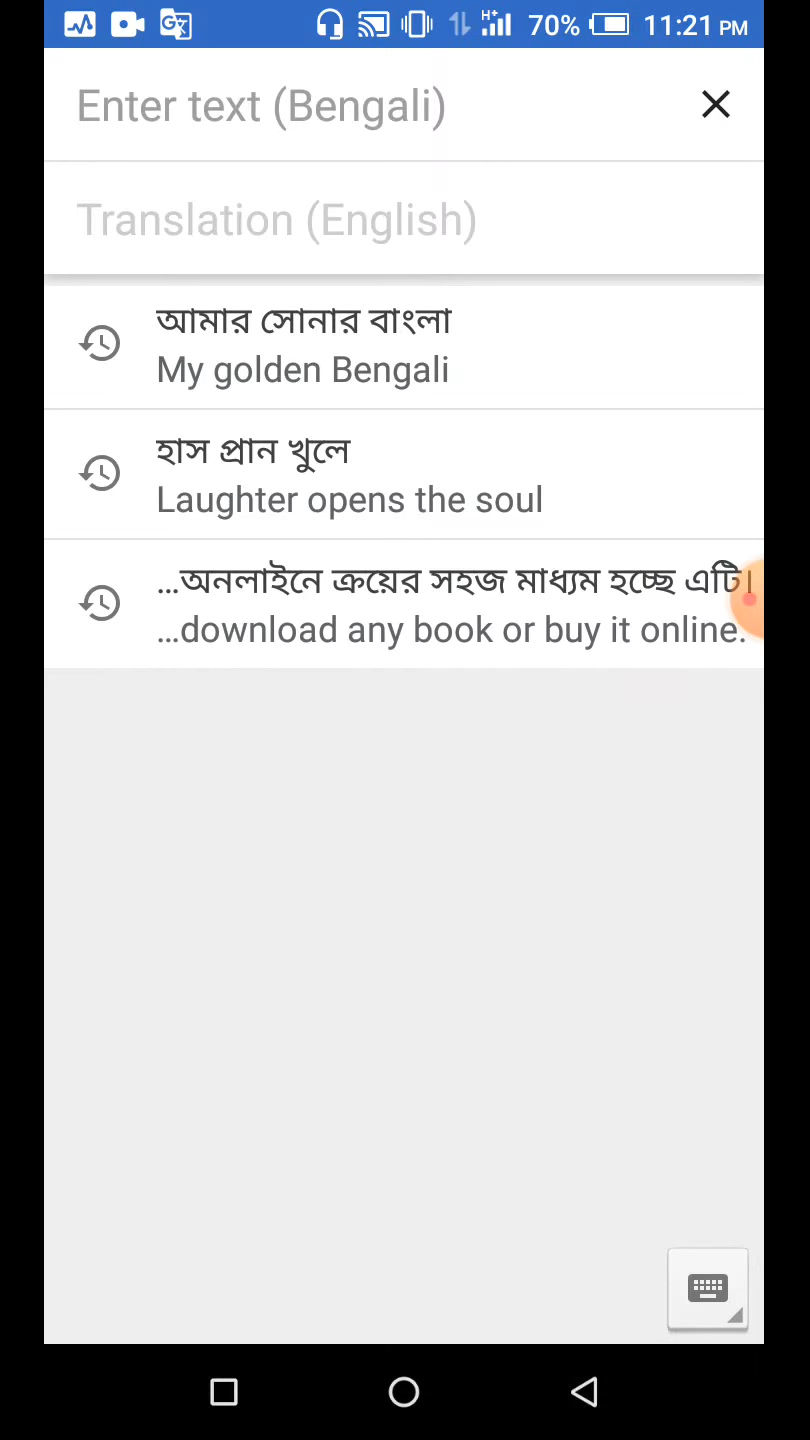 H+ 70% 11:21 PM
Enter text (Bengali)
Translation (English)
আমার সোনার বাংলা
My golden Bengali
হাস প্রান খুলে
Laughter opens the soul
...অনলাইনে ক্রয়ের সহজ মাধ্যম হচ্ছে এটি।
...download any book or buy it online.